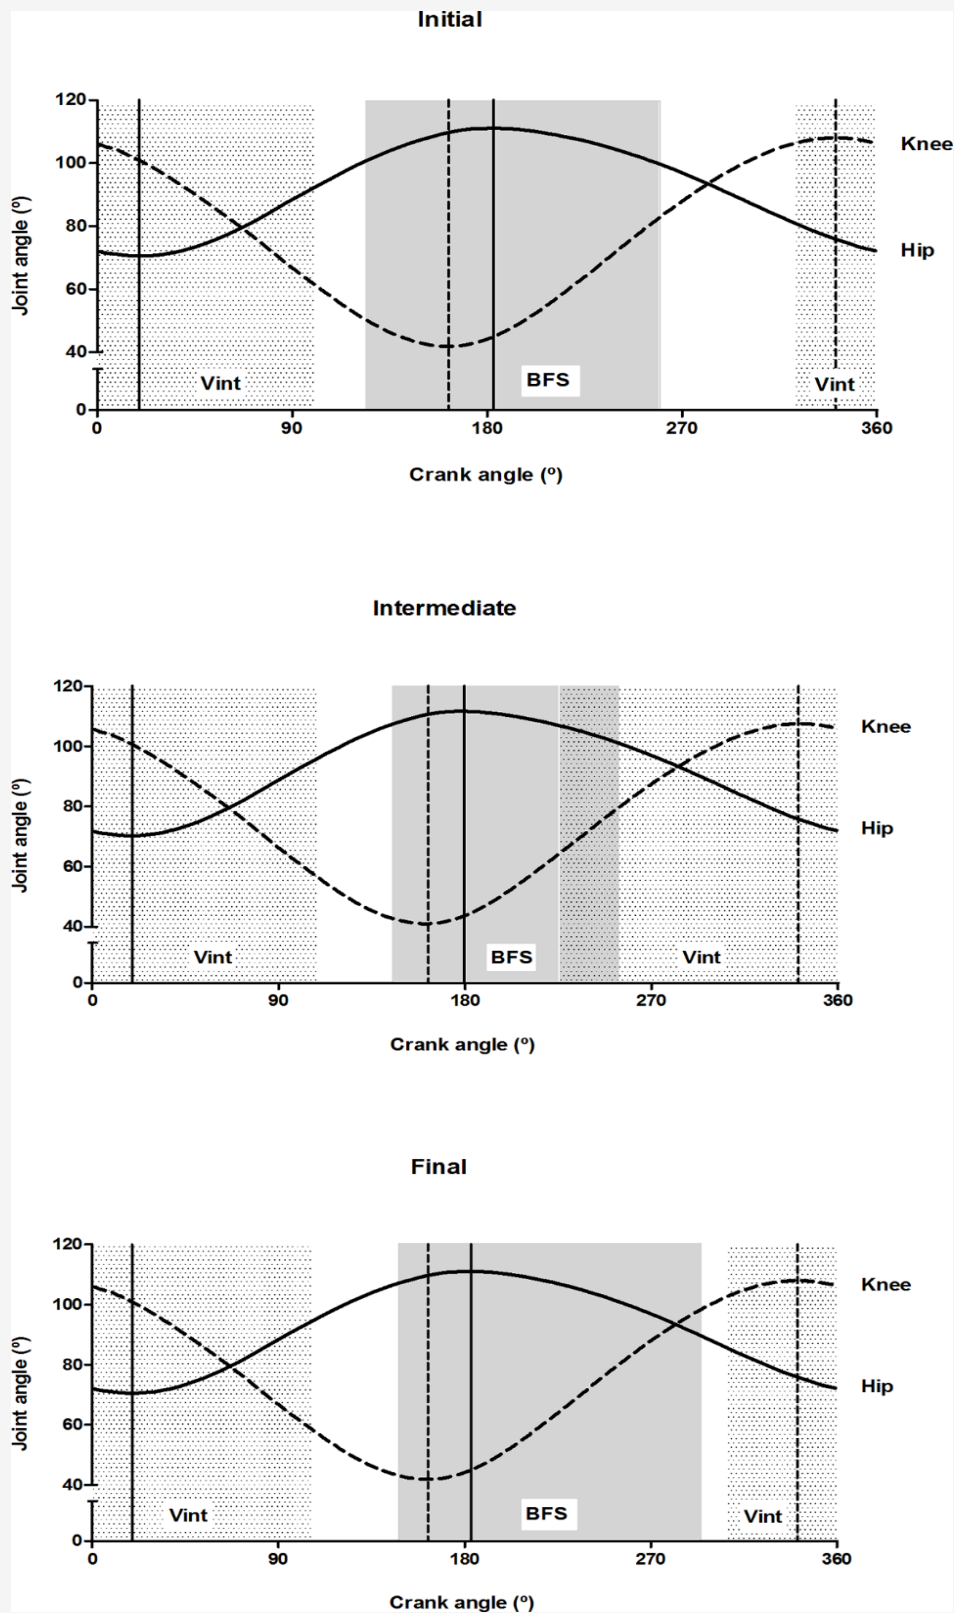 Initial
120
100
80
60
40
0
Joint angle (º)
Knee
Hip
Vint
BFS
Vint
0 90 180 270 360
Crank angle (º)
Intermediate
120
100
80
60
40
0
Joint angle (º)
Knee
Hip
Vint
BFS
Vint
0 90 180 270 360
Crank angle (º)
Final
120
100
80
60
40
0
Joint angle (º)
Knee
Hip
Vint
BFS
Vint
0 90 180 270 360
Crank angle (º)